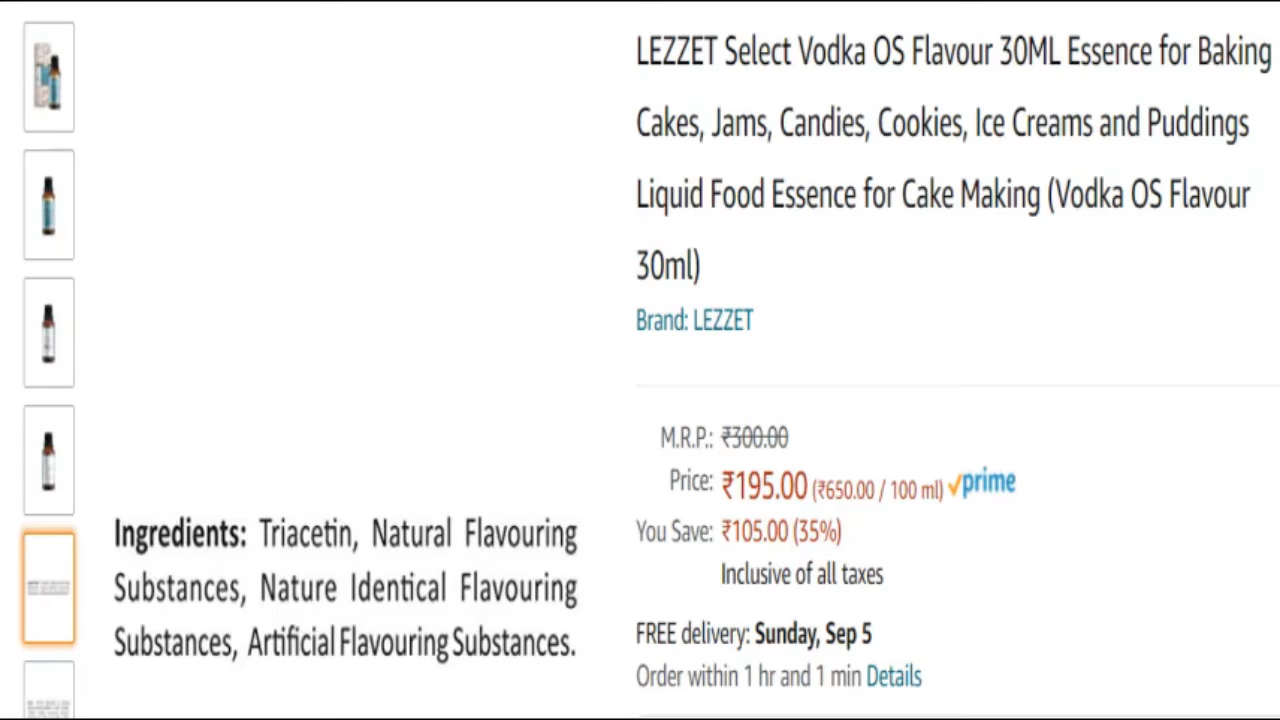 LEZZET Select Vodka OS Flavour 30ML Essence for Baking
Cakes, Jams, Candies, Cookies, Ice Creams and Puddings
Liquid Food Essence for Cake Making (Vodka OS Flavour
30ml)
Brand: LEZZET
M.R.P.: ₹300.00
Price: ₹195.00 (₹650.00 / 100 ml) prime
You Save: ₹105.00 (35%)
Inclusive of all taxes
FREE delivery: Sunday, Sep 5
Order within 1 hr and 1 min Details
Ingredients: Triacetin, Natural Flavouring
Substances, Nature Identical Flavouring
Substances, Artificial Flavouring Substances.